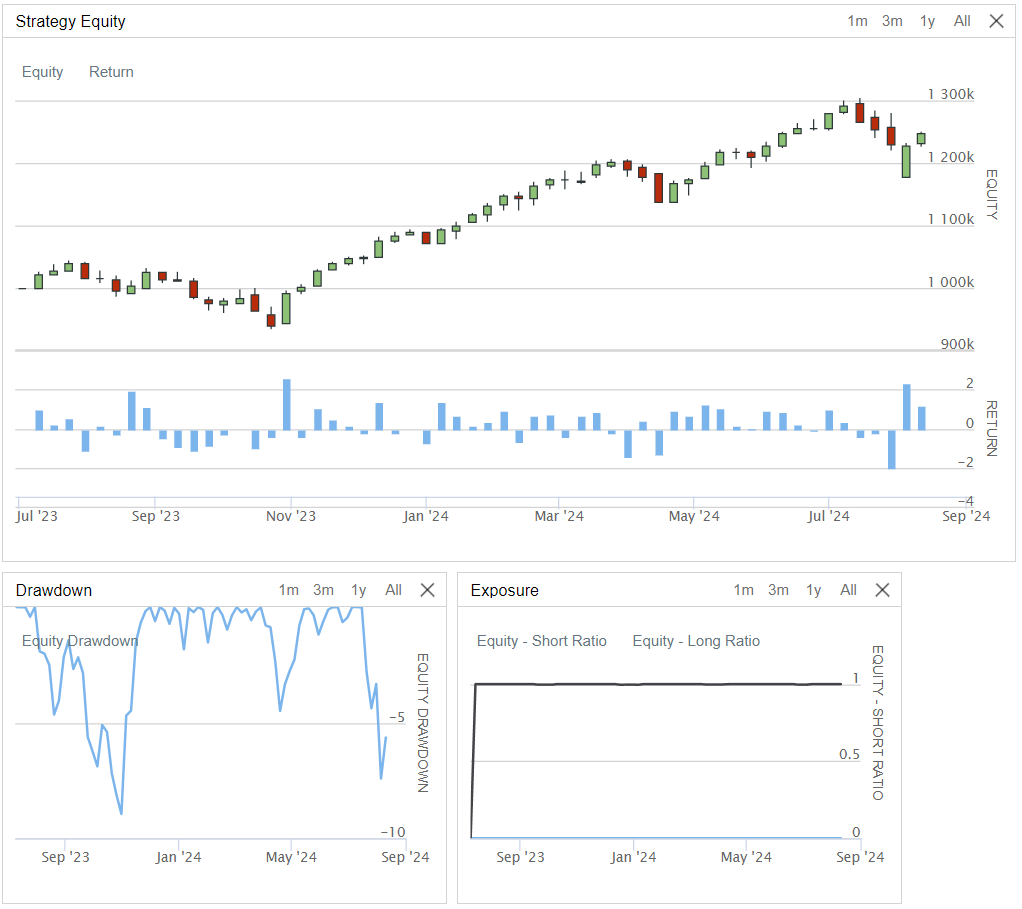 Strategy Equity
1m 3m 1y All
Equity Return
1 300k
1 200k
1 100k
1 000k
900k
EQUITY
2
0
−2
−4
RETURN
Jul '23 Sep '23 Nov '23 Jan '24 Mar '24 May '24 Jul '24 Sep '24
Drawdown
1m 3m 1y All
Equity Drawdown
−5
−10
EQUITY DRAWDOWN
Sep '23 Jan '24 May '24 Sep '24
Exposure
1m 3m 1y All
Equity - Short Ratio Equity - Long Ratio
1
0.5
0
EQUITY - SHORT RATIO
Sep '23 Jan '24 May '24 Sep '24